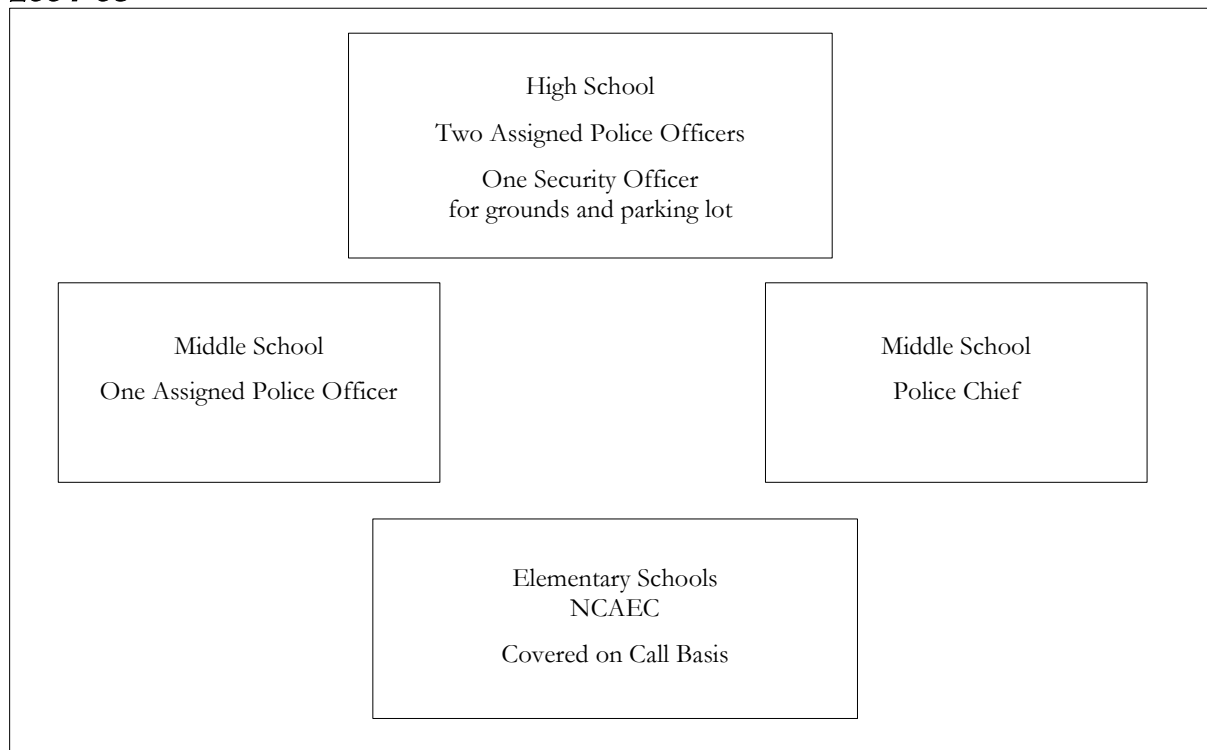 High School
Two Assigned Police Officers
One Security Officer
for grounds and parking lot
Middle School
One Assigned Police Officer
Middle School
Police Chief
Elementary Schools
NCAEC
Covered on Call Basis